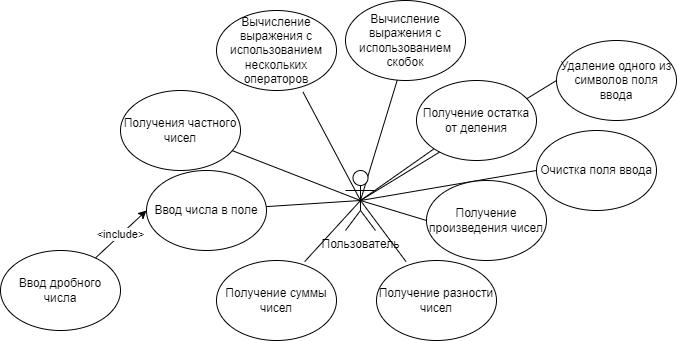 Вычисление
выражения с
использованием
нескольких
операторов
Вычисление
выражения с
использованием
скобок
Удаление одного из
символов поля
ввода
Получения частного
чисел
Получение остатка
от деления
Очистка поля ввода
Ввод числа в поле
Получение
произведения чисел
<include>
Пользователь
Ввод дробного
числа
Получение суммы
чисел
Получение разности
чисел